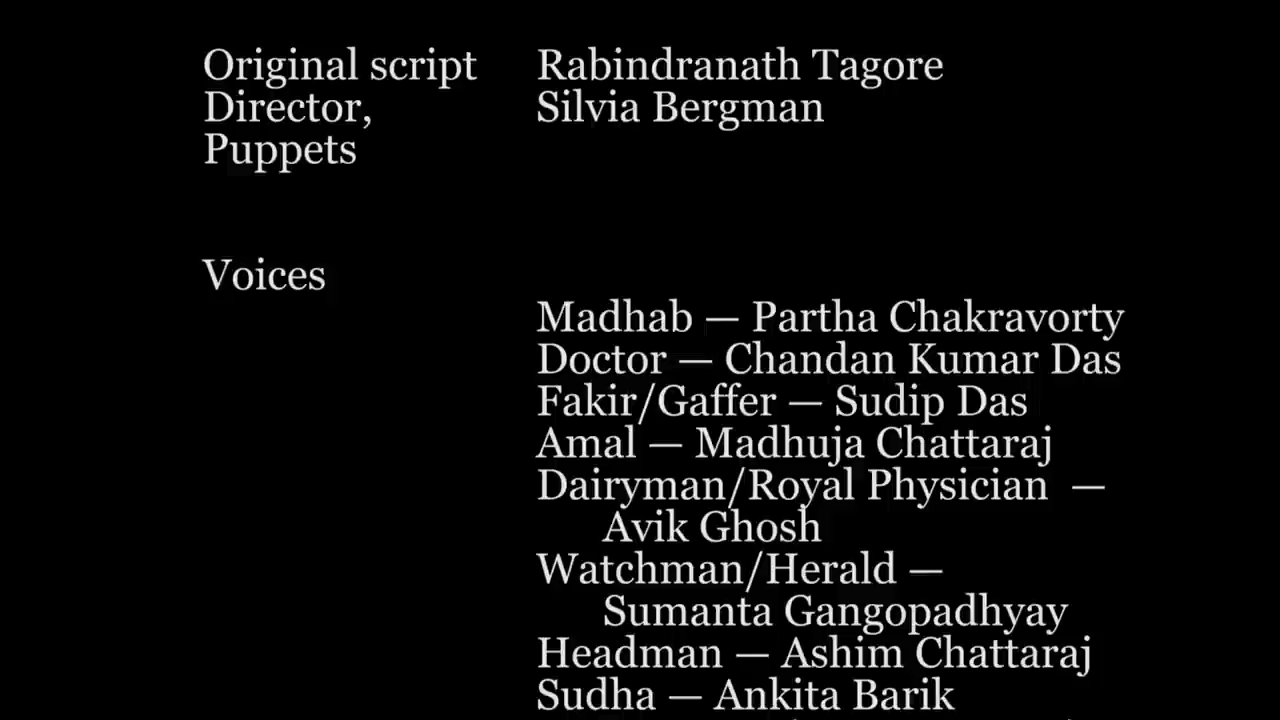 Original script Rabindranath Tagore
Director, Silvia Bergman
Puppets
Voices
Madhab — Partha Chakravorty
Doctor — Chandan Kumar Das
Fakir/Gaffer — Sudip Das
Amal — Madhuja Chattaraj
Dairyman/Royal Physician —
Avik Ghosh
Watchman/Herald —
Sumanta Gangopadhyay
Headman — Ashim Chattaraj
Sudha — Ankita Barik